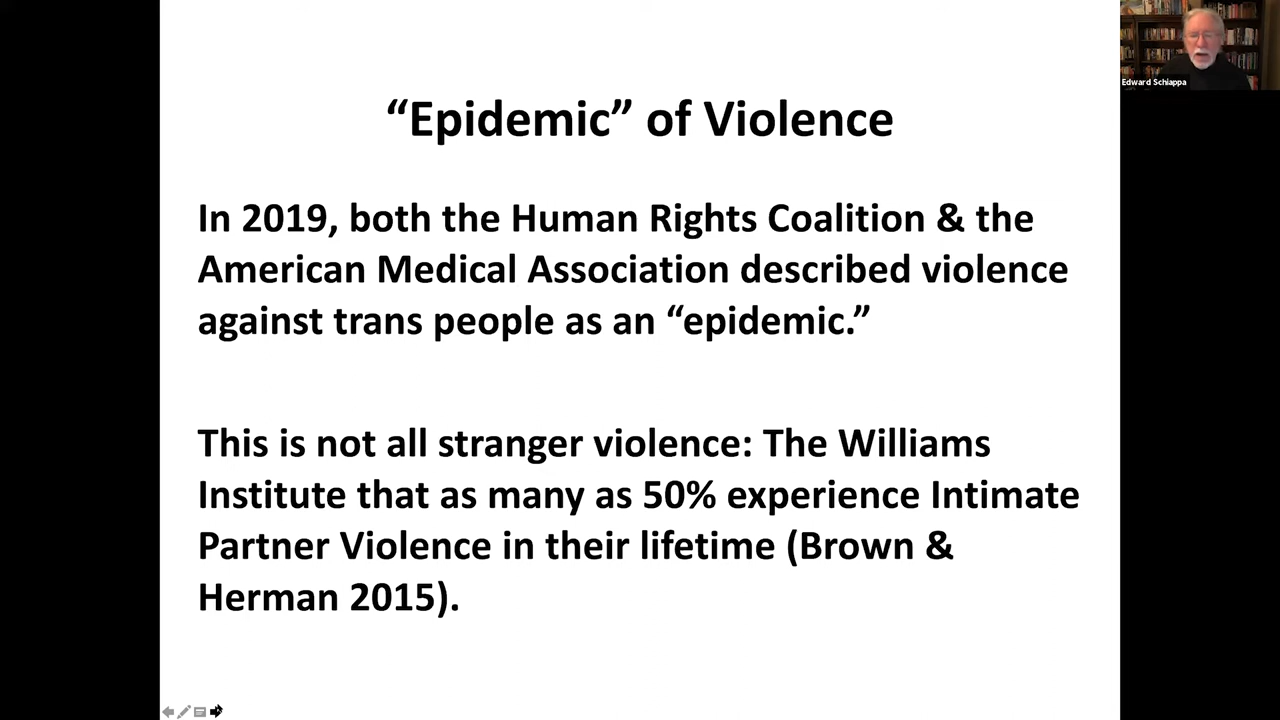 Edward Schiappa
“Epidemic” of Violence
In 2019, both the Human Rights Coalition & the
American Medical Association described violence
against trans people as an “epidemic.”
This is not all stranger violence: The Williams
Institute that as many as 50% experience Intimate
Partner Violence in their lifetime (Brown &
Herman 2015).